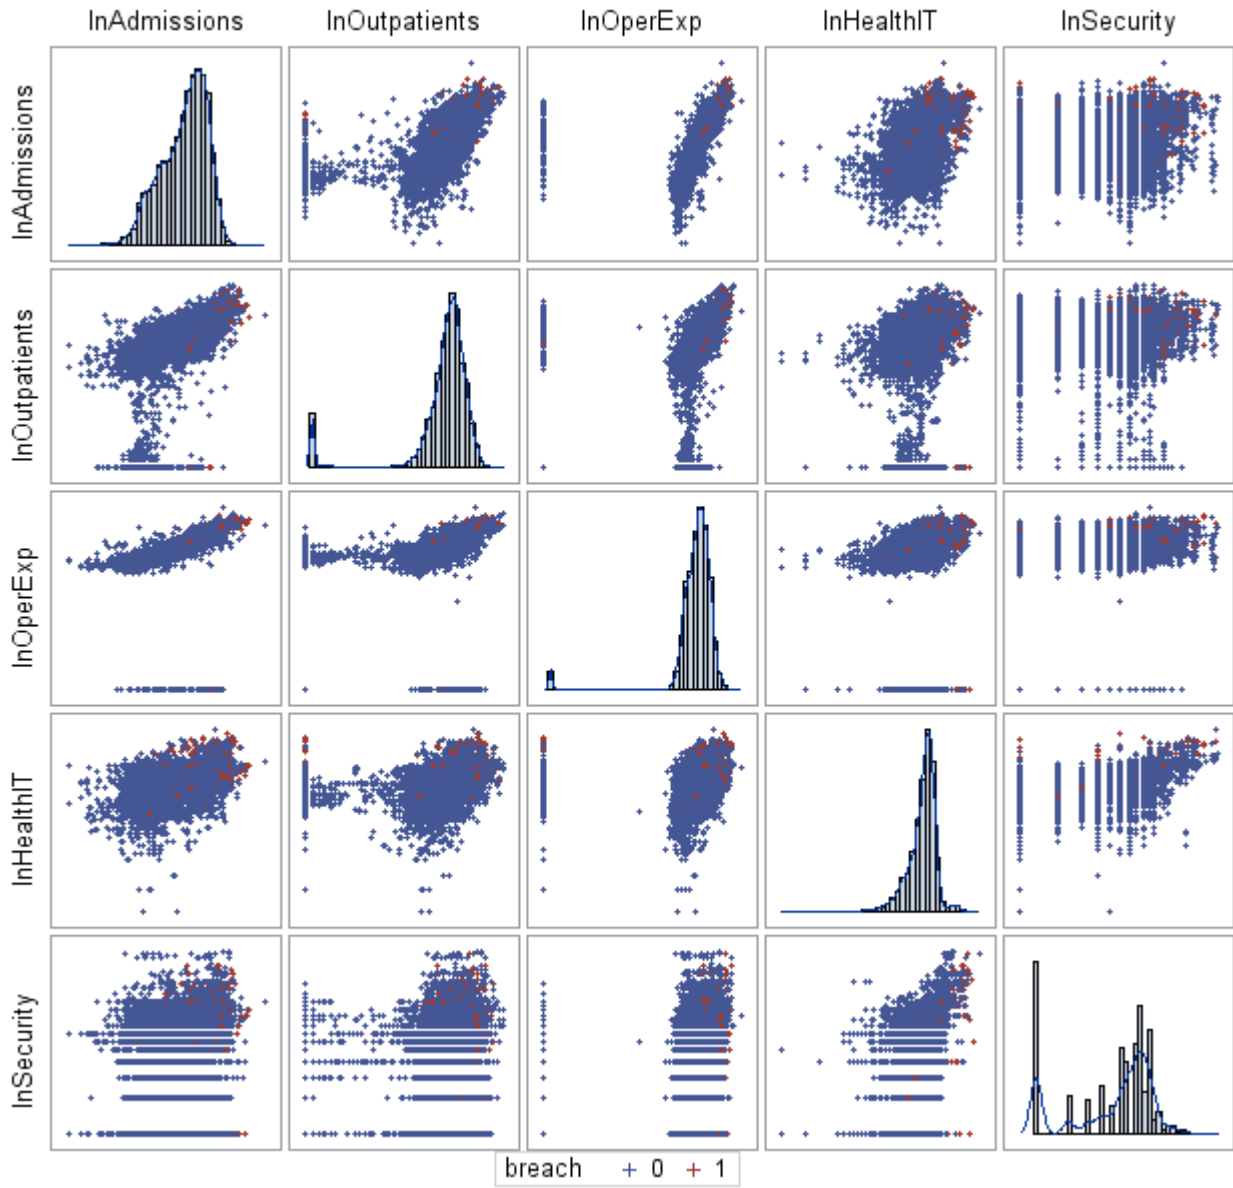 lnAdmissions lnOutpatients lnOperExp lnHealthIT lnSecurity
lnAdmissions
lnOutpatients
lnOperExp
lnHealthIT
lnSecurity
breach + 0 + 1